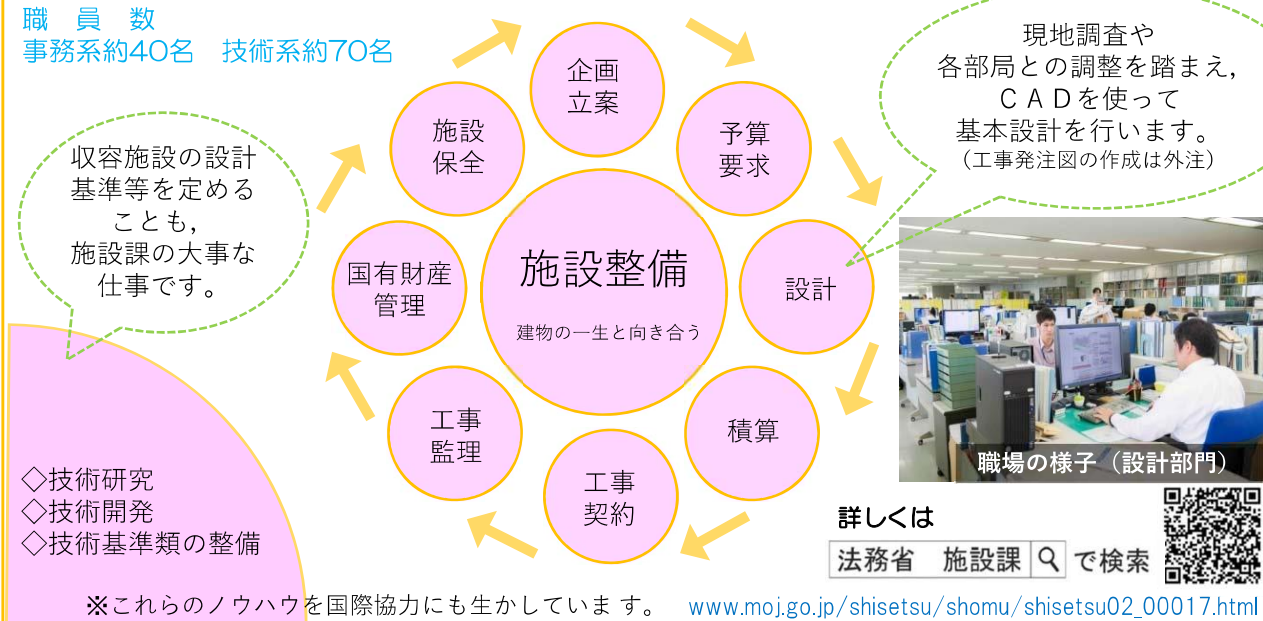 職　員　数
事務系約40名　技術系約70名
企画
立案
予算
要求
設計
積算
工事
契約
工事
監理
国有財産
管理
施設
保全
施設整備
建物の一生と向き合う
現地調査や
各部局との調整を踏まえ，
ＣＡＤを使って
基本設計を行います。
（工事発注図の作成は外注）
収容施設の設計
基準等を定める
ことも，
施設課の大事な
仕事です。
◇技術研究
◇技術開発
◇技術基準類の整備
職場の様子（設計部門）
詳しくは
法務省　施設課 で検索
※これらのノウハウを国際協力にも生かしています。
www.moj.go.jp/shisetsu/shomu/shisetsu02_00017.html